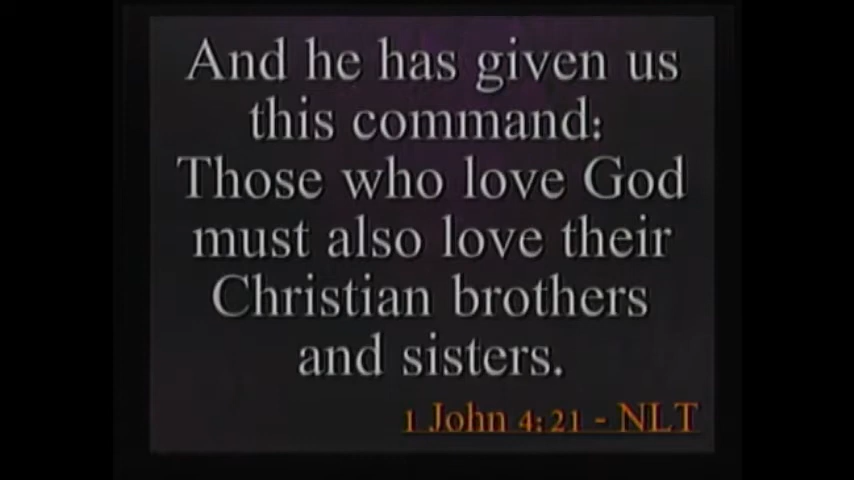 And he has given us
this command:
Those who love God
must also love their
Christian brothers
and sisters.
1 John 4:21 - NLT